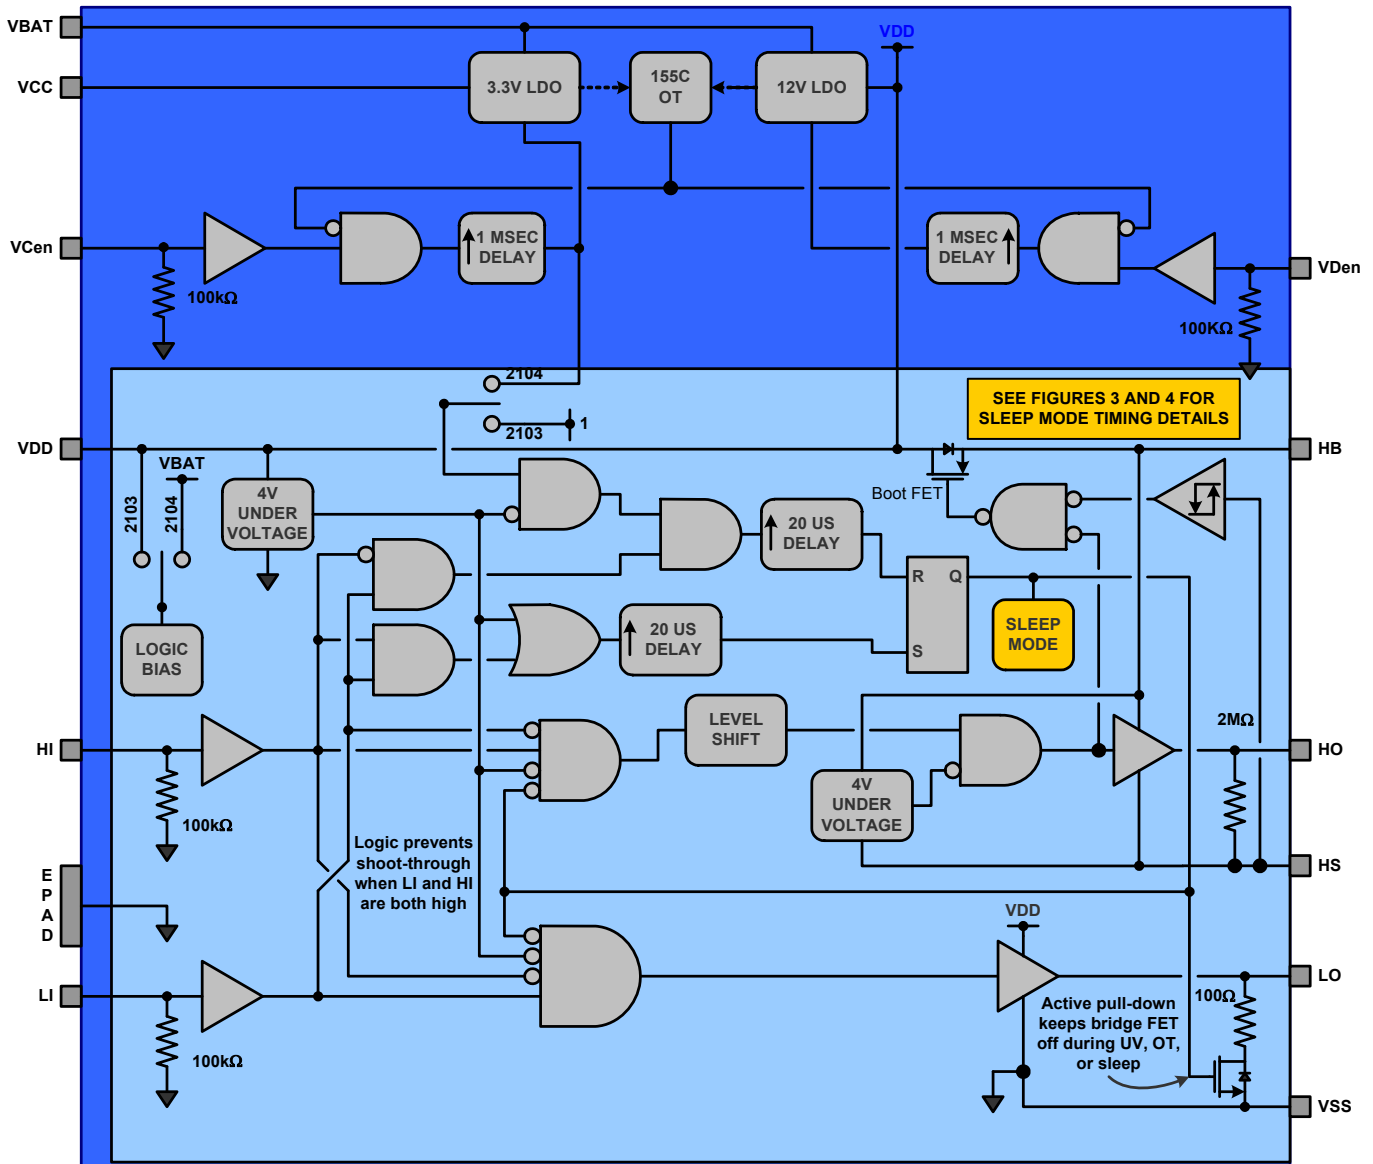 VBAT
VDD
VCC
3.3V LDO
155C
OT
12V LDO
VCen
1 MSEC
DELAY
1 MSEC
DELAY
VDen
100kΩ
100KΩ
2104
2103
1
SEE FIGURES 3 AND 4 FOR
SLEEP MODE TIMING DETAILS
VDD
HB
VBAT
2103
2104
4V
UNDER
VOLTAGE
Boot FET
20 US
DELAY
R
Q
S
SLEEP
MODE
20 US
DELAY
LOGIC
BIAS
LEVEL
SHIFT
2MΩ
HI
HO
100kΩ
4V
UNDER
VOLTAGE
Logic prevents
shoot-through
when LI and HI
are both high
HS
E
P
A
D
VDD
LI
LO
100Ω
100kΩ
Active pull-down
keeps bridge FET
off during UV, OT,
or sleep
VSS